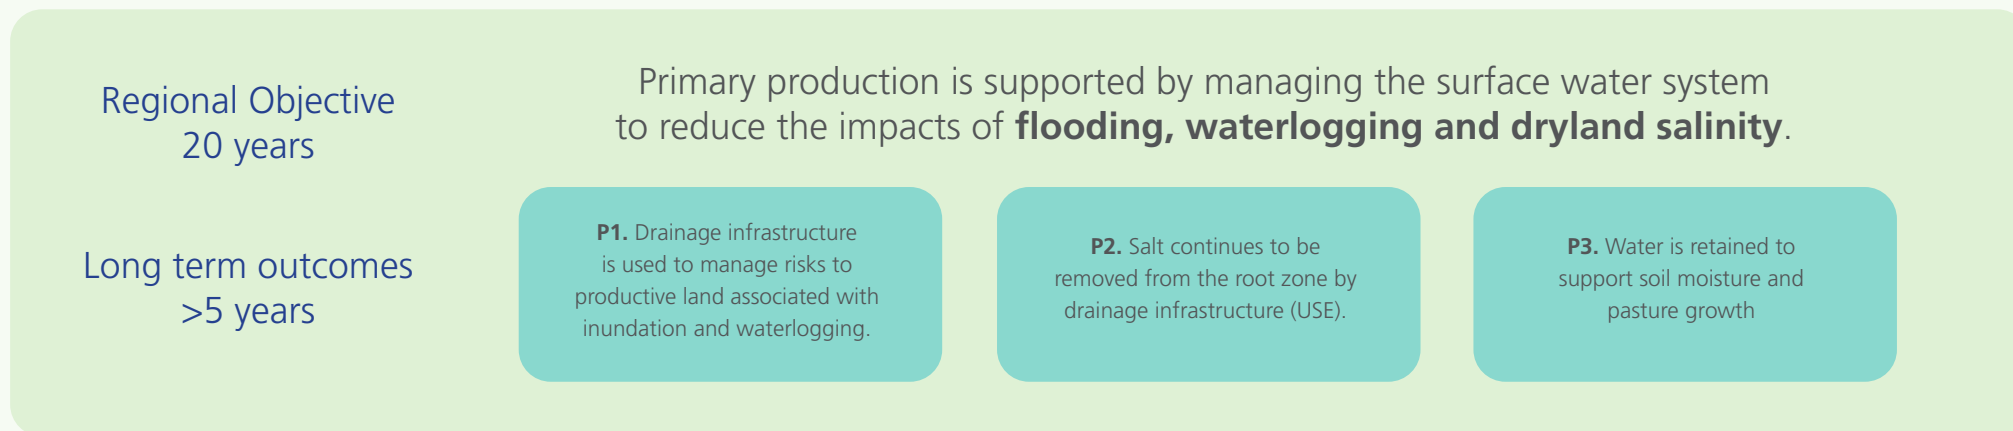 Regional Objective
20 years
Primary production is supported by managing the surface water system
to reduce the impacts of flooding, waterlogging and dryland salinity.
Long term outcomes
>5 years
P1. Drainage infrastructure
is used to manage risks to
productive land associated with
inundation and waterlogging.
P2. Salt continues to be
removed from the root zone by
drainage infrastructure (USE).
P3. Water is retained to
support soil moisture and
pasture growth